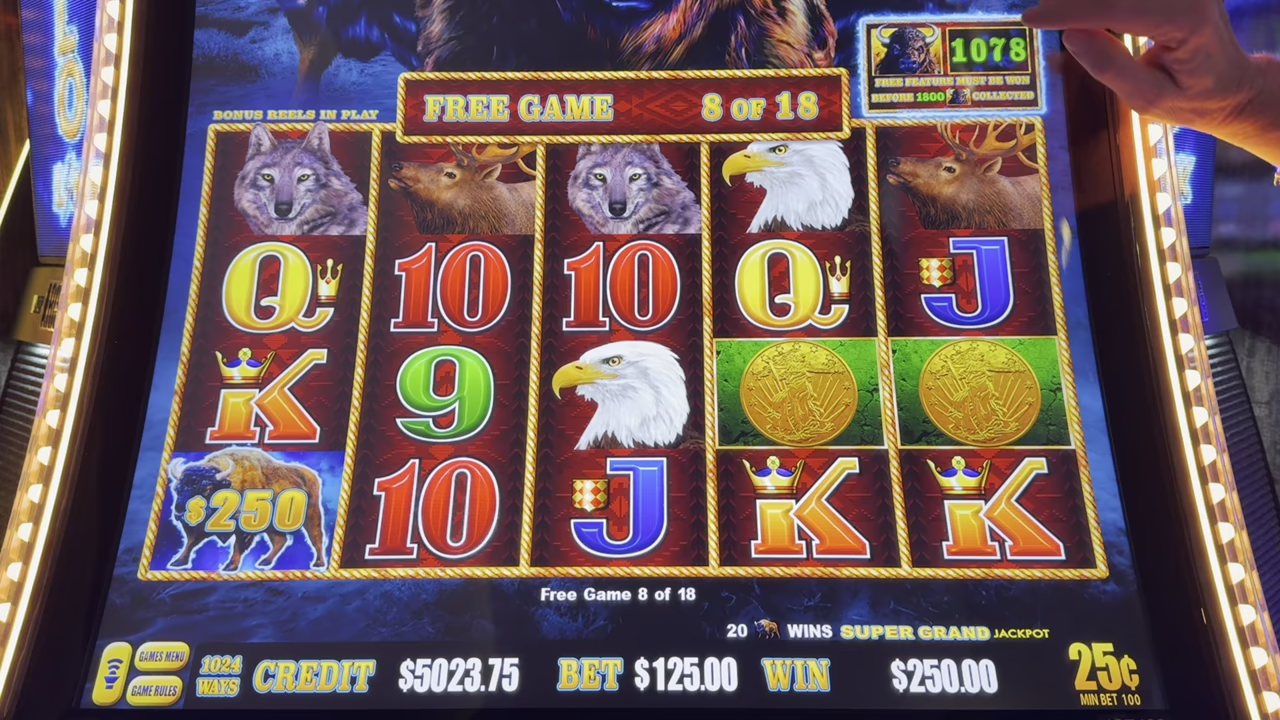 1078
FREE FEATURE MUST BE WON
BEFORE 1800 COLLECTED
BONUS REELS IN PLAY
FREE GAME 8 OF 18
Q 10 10 Q J
K 9
$250 10 J K K
Free Game 8 of 18
20 WINS SUPER GRAND JACKPOT
GAMES MENU
GAME RULES
1024
WAYS
CREDIT $5023.75 BET $125.00 WIN $250.00
25¢
MIN BET 100